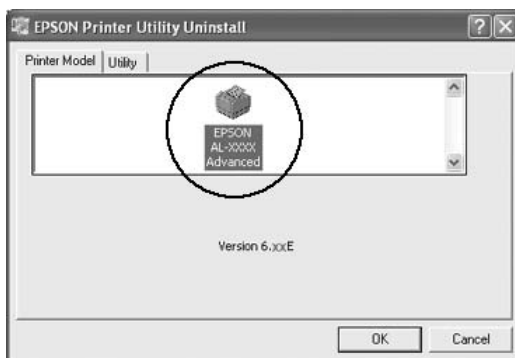 EPSON Printer Utility Uninstall
Printer Model Utility
EPSON
AL-XXXX
Advanced
Version 6.xxE
OK Cancel